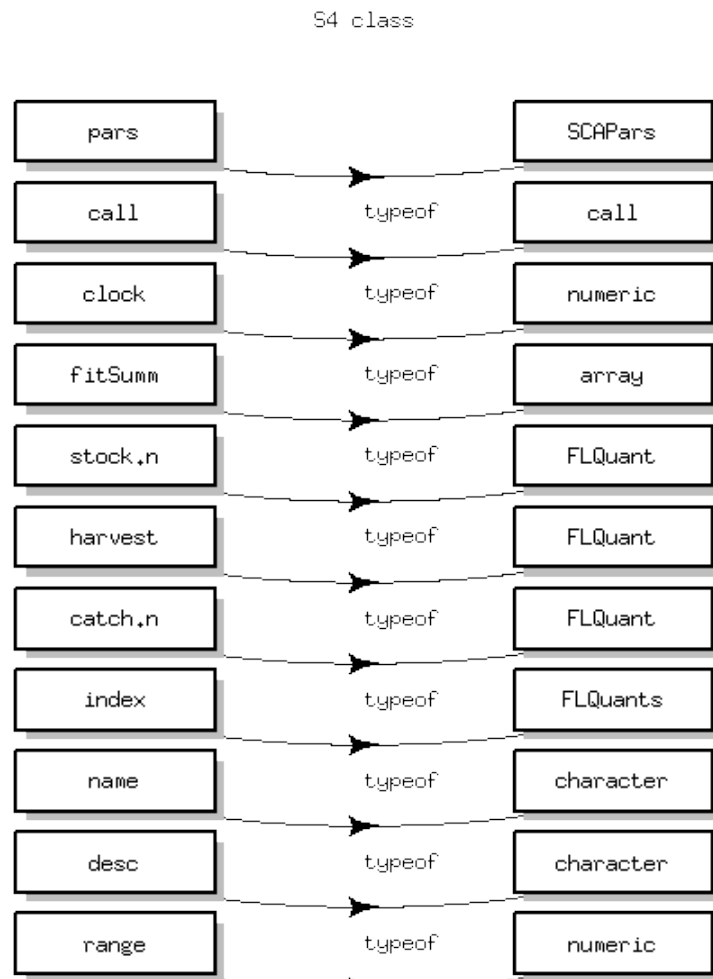 S4 class
pars SCAPars
call typeof call
clock typeof numeric
fitSumm typeof array
stock.n typeof FLQuant
harvest typeof FLQuant
catch.n typeof FLQuant
index typeof FLQuants
name typeof character
desc typeof character
range typeof numeric